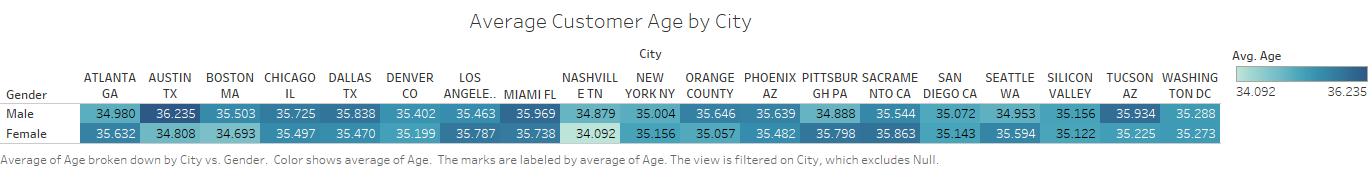 Average Customer Age by City
City
Avg. Age
34.092 36.235
Gender ATLANTA GA AUSTIN TX BOSTON MA CHICAGO IL DALLAS TX DENVER CO LOS ANGELE.. MIAMI FL NASHVILL E TN NEW YORK NY ORANGE COUNTY PHOENIX AZ PITTSBUR GH PA SACRAME NTO CA SAN DIEGO CA SEATTLE WA SILICON VALLEY TUCSON AZ WASHING TON DC
Male 34.980 36.235 35.503 35.725 35.838 35.402 35.463 35.969 34.879 35.004 35.646 35.639 34.888 35.544 35.072 34.953 35.156 35.934 35.288
Female 35.632 34.808 34.693 35.497 35.470 35.199 35.787 35.738 34.092 35.156 35.057 35.482 35.798 35.863 35.143 35.594 35.122 35.225 35.273
Average of Age broken down by City vs. Gender. Color shows average of Age. The marks are labeled by average of Age. The view is filtered on City, which excludes Null.